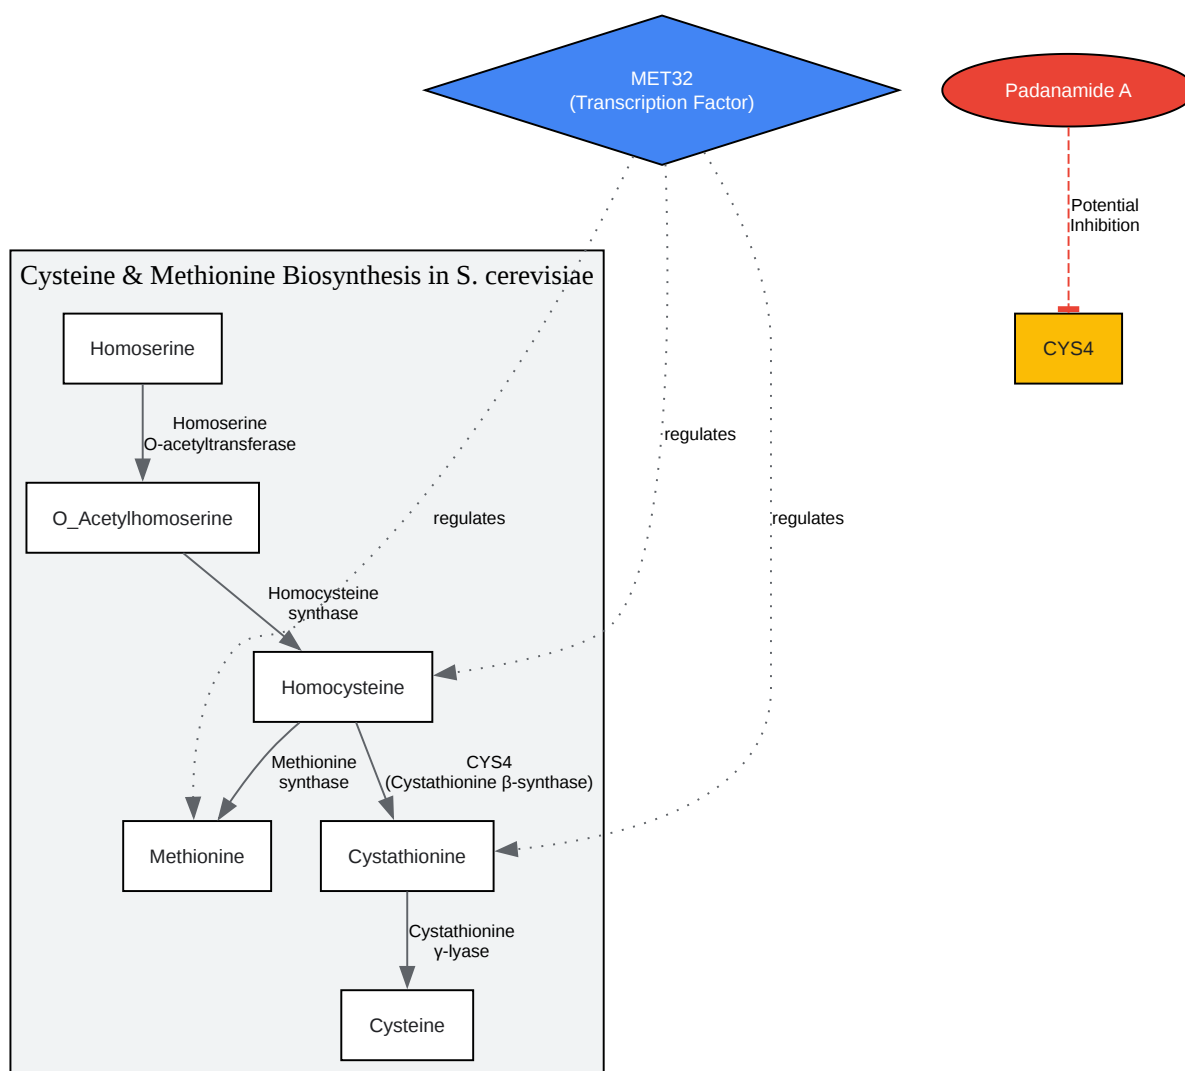 MET32
(Transcription Factor)
Padanamide A
Potential
Inhibition
CYS4
Cysteine & Methionine Biosynthesis in S. cerevisiae
Homoserine
Homoserine
O-acetyltransferase
O_Acetylhomoserine
regulates
regulates
regulates
Homocysteine
synthase
Homocysteine
Methionine
synthase
CYS4
(Cystathionine β-synthase)
Methionine
Cystathionine
Cystathionine
γ-lyase
Cysteine